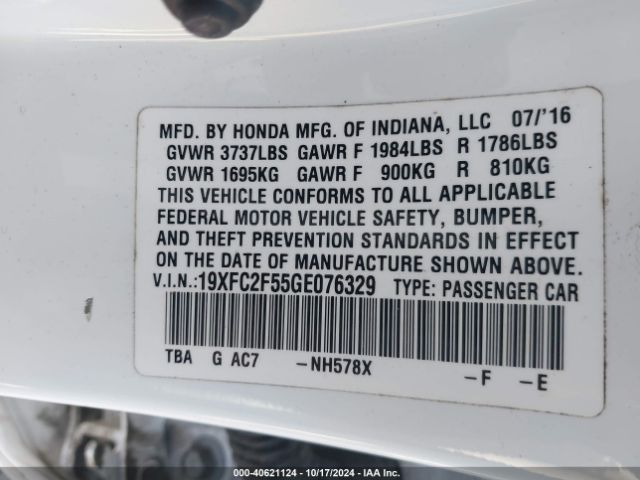 MFD. BY HONDA MFG. OF INDIANA, LLC 07/'16
GVWR 3737LBS GAWR F 1984LBS R 1786LBS
GVWR 1695KG GAWR F 900KG R 810KG
THIS VEHICLE CONFORMS TO ALL APPLICABLE
FEDERAL MOTOR VEHICLE SAFETY, BUMPER,
AND THEFT PREVENTION STANDARDS IN EFFECT
ON THE DATE OF MANUFACTURE SHOWN ABOVE.
V.I.N.:19XFC2F55GE076329 TYPE: PASSENGER CAR
TBA G AC7 -NH578X -F -E
000-40621124 | 10/17/2024 | IAA Inc.